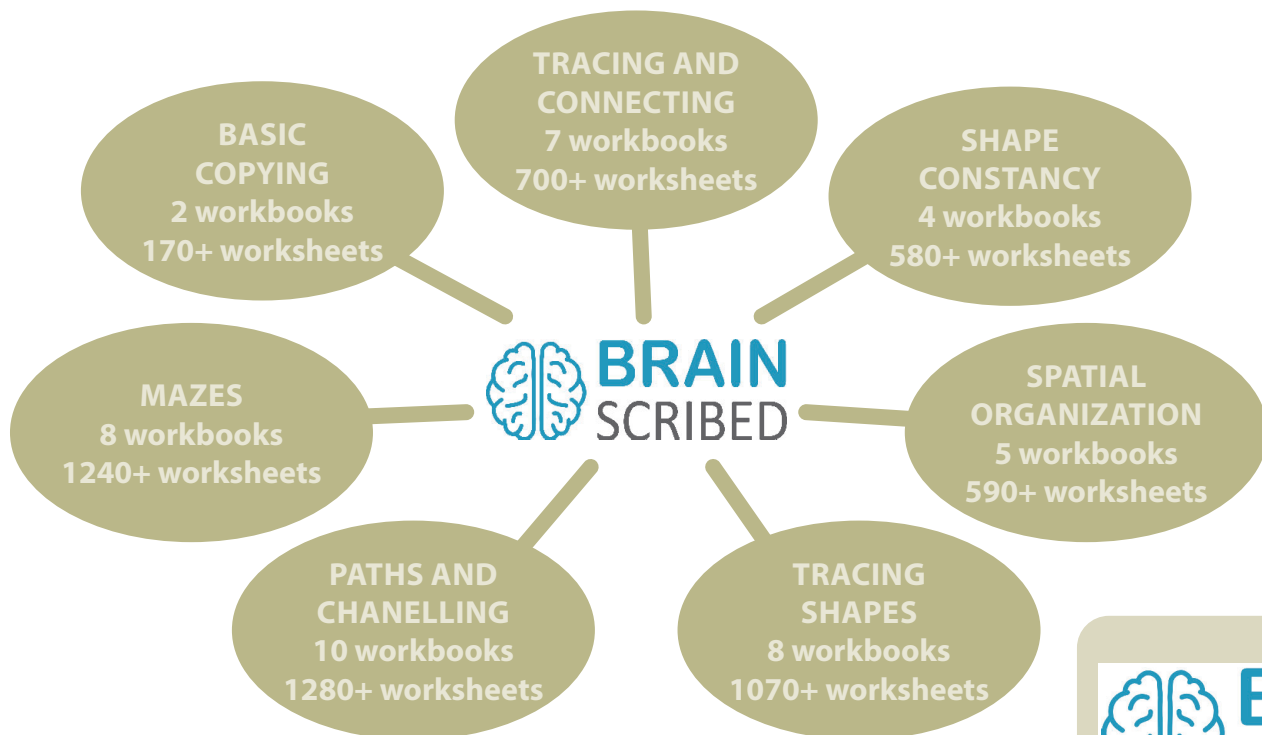 TRACING AND
CONNECTING
7 workbooks
700+ worksheets
BASIC
COPYING
2 workbooks
170+ worksheets
SHAPE
CONSTANCY
4 workbooks
580+ worksheets
BRAIN
SCRIBED
MAZES
8 workbooks
1240+ worksheets
SPATIAL
ORGANIZATION
5 workbooks
590+ worksheets
PATHS AND
CHANELLING
10 workbooks
1280+ worksheets
TRACING
SHAPES
8 workbooks
1070+ worksheets